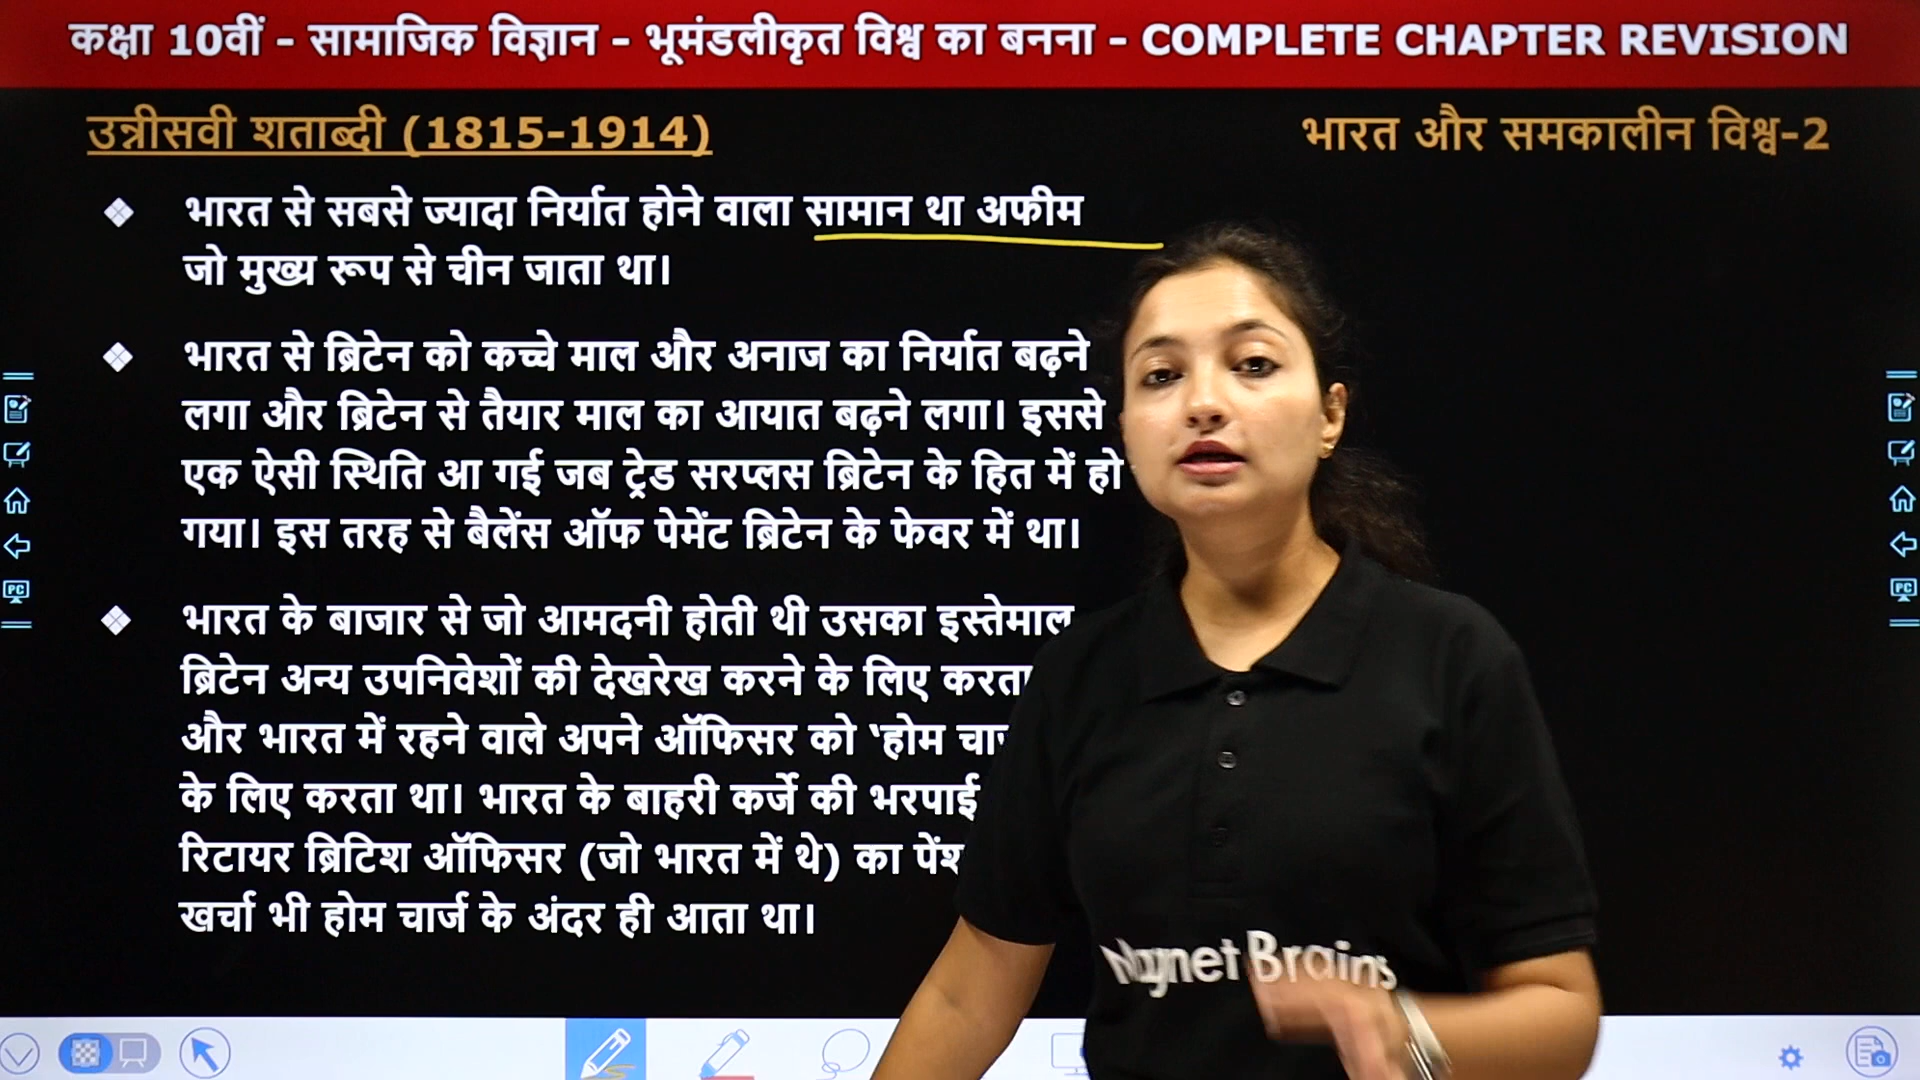 कक्षा 10वीं - सामाजिक विज्ञान - भूमंडलीकृत विश्व का बनना - COMPLETE CHAPTER REVISION
उन्नीसवी शताब्दी (1815-1914)
भारत और समकालीन विश्व-2
भारत से सबसे ज्यादा निर्यात होने वाला सामान था अफीम
जो मुख्य रूप से चीन जाता था।
भारत से ब्रिटेन को कच्चे माल और अनाज का निर्यात बढ़ने
लगा और ब्रिटेन से तैयार माल का आयात बढ़ने लगा। इससे
एक ऐसी स्थिति आ गई जब ट्रेड सरप्लस ब्रिटेन के हित में हो
गया। इस तरह से बैलेंस ऑफ पेमेंट ब्रिटेन के फेवर में था।
भारत के बाजार से जो आमदनी होती थी उसका इस्तेमाल
ब्रिटेन अन्य उपनिवेशों की देखरेख करने के लिए करता
और भारत में रहने वाले अपने ऑफिसर को 'होम
के लिए करता था। भारत के बाहरी कर्जे की भरपाई
रिटायर ब्रिटिश ऑफिसर (जो भारत में थे) का
खर्चा भी होम चार्ज के अंदर ही आता था।
Magnet Brains
PC
PC